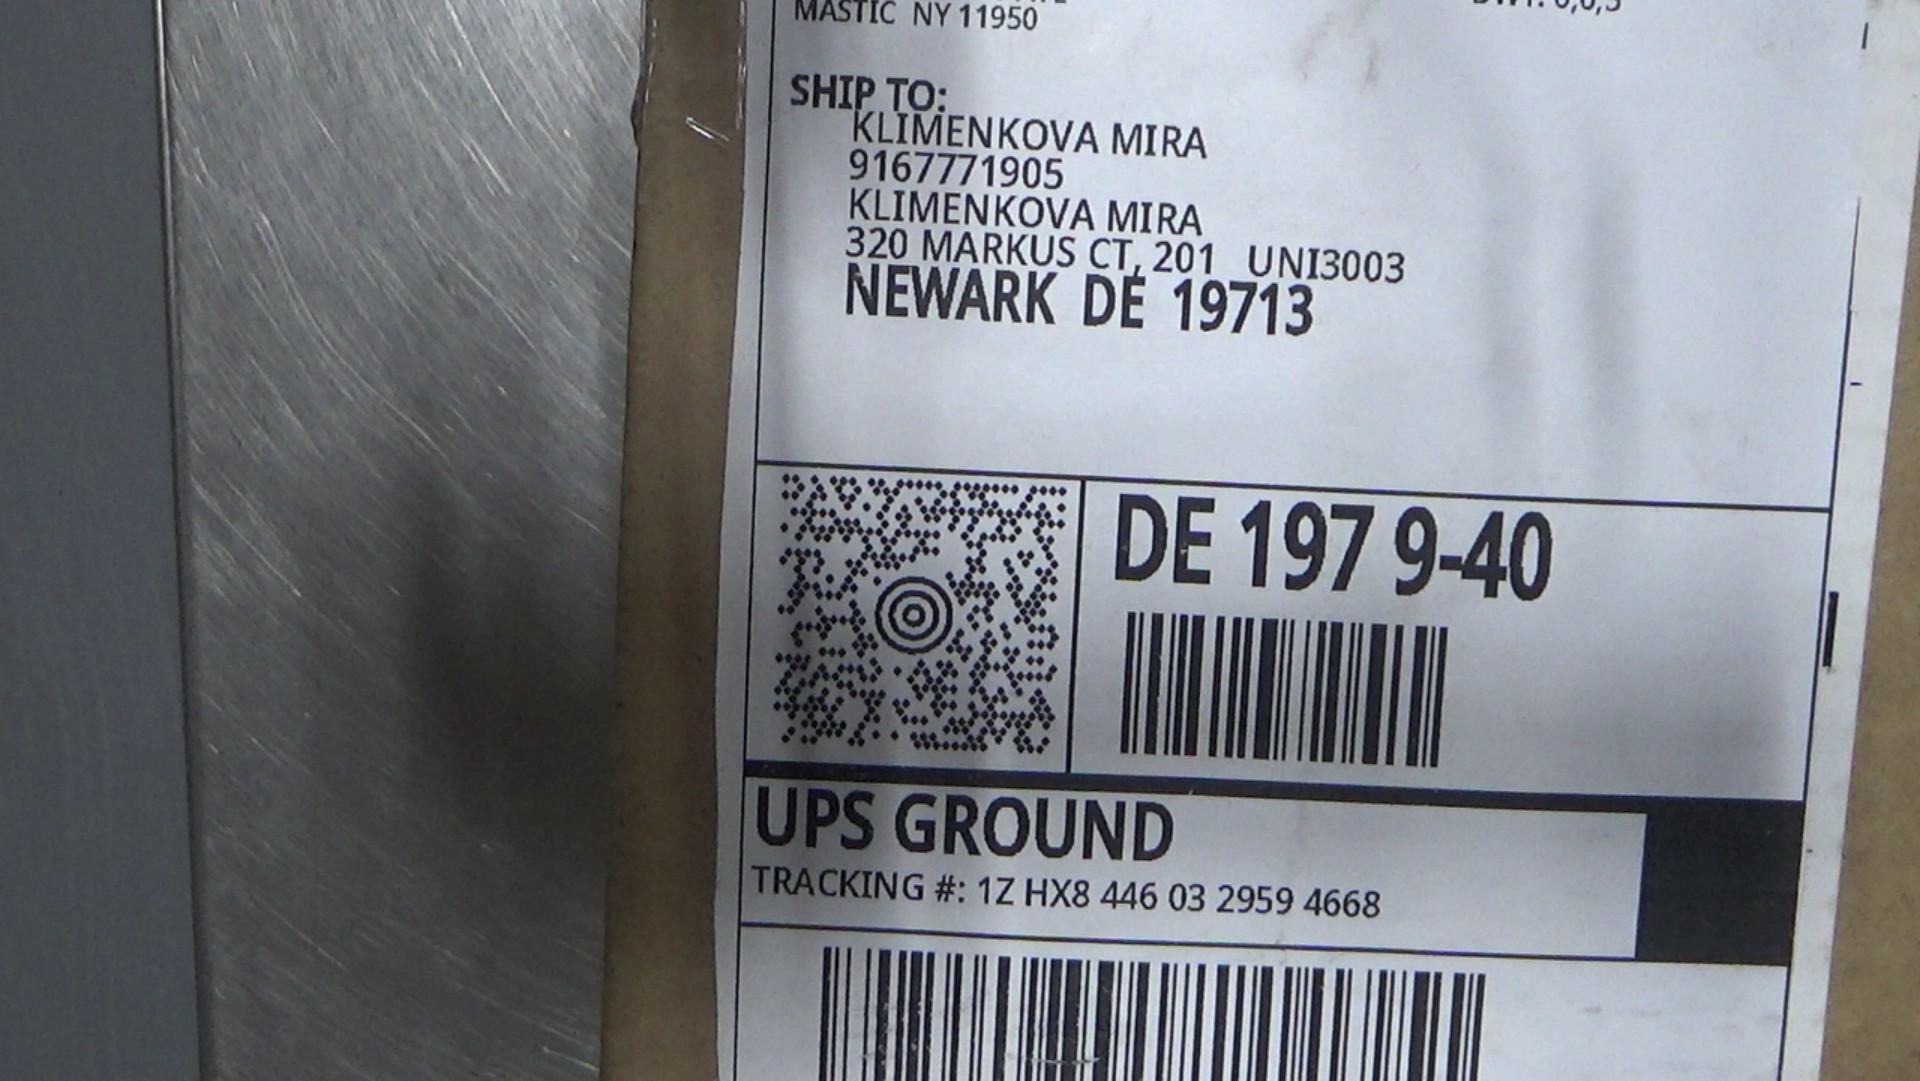 MASTIC NY 11950
SHIP TO:
KLIMENKOVA MIRA
9167771905
KLIMENKOVA MIRA
320 MARKUS CT, 201 UNI3003
NEWARK DE 19713
DE 197 9-40
UPS GROUND
TRACKING #: 1Z HX8 446 03 2959 4668